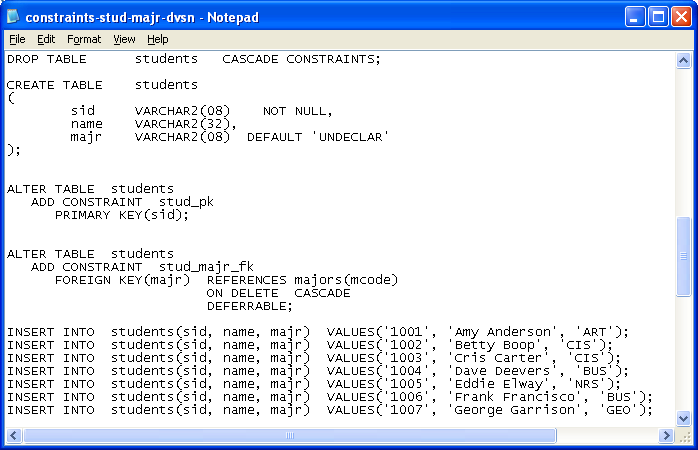 constraints-stud-majr-dvsn - Notepad
File Edit Format View Help
DROP TABLE      students   CASCADE CONSTRAINTS;
CREATE TABLE    students
(
        sid     VARCHAR2(08)    NOT NULL,
        name    VARCHAR2(32),
        majr    VARCHAR2(08)  DEFAULT 'UNDECLAR'
);
ALTER TABLE  students
   ADD CONSTRAINT  stud_pk
      PRIMARY KEY(sid);
ALTER TABLE  students
   ADD CONSTRAINT  stud_majr_fk
      FOREIGN KEY(majr)  REFERENCES majors(mcode)
                         ON DELETE  CASCADE
                         DEFERRABLE;
INSERT INTO  students(sid, name, majr)  VALUES('1001', 'Amy Anderson', 'ART');
INSERT INTO  students(sid, name, majr)  VALUES('1002', 'Betty Boop', 'CIS');
INSERT INTO  students(sid, name, majr)  VALUES('1003', 'Cris Carter', 'CIS');
INSERT INTO  students(sid, name, majr)  VALUES('1004', 'Dave Deevers', 'BUS');
INSERT INTO  students(sid, name, majr)  VALUES('1005', 'Eddie Elway', 'NRS');
INSERT INTO  students(sid, name, majr)  VALUES('1006', 'Frank Francisco', 'BUS');
INSERT INTO  students(sid, name, majr)  VALUES('1007', 'George Garrison', 'GEO');